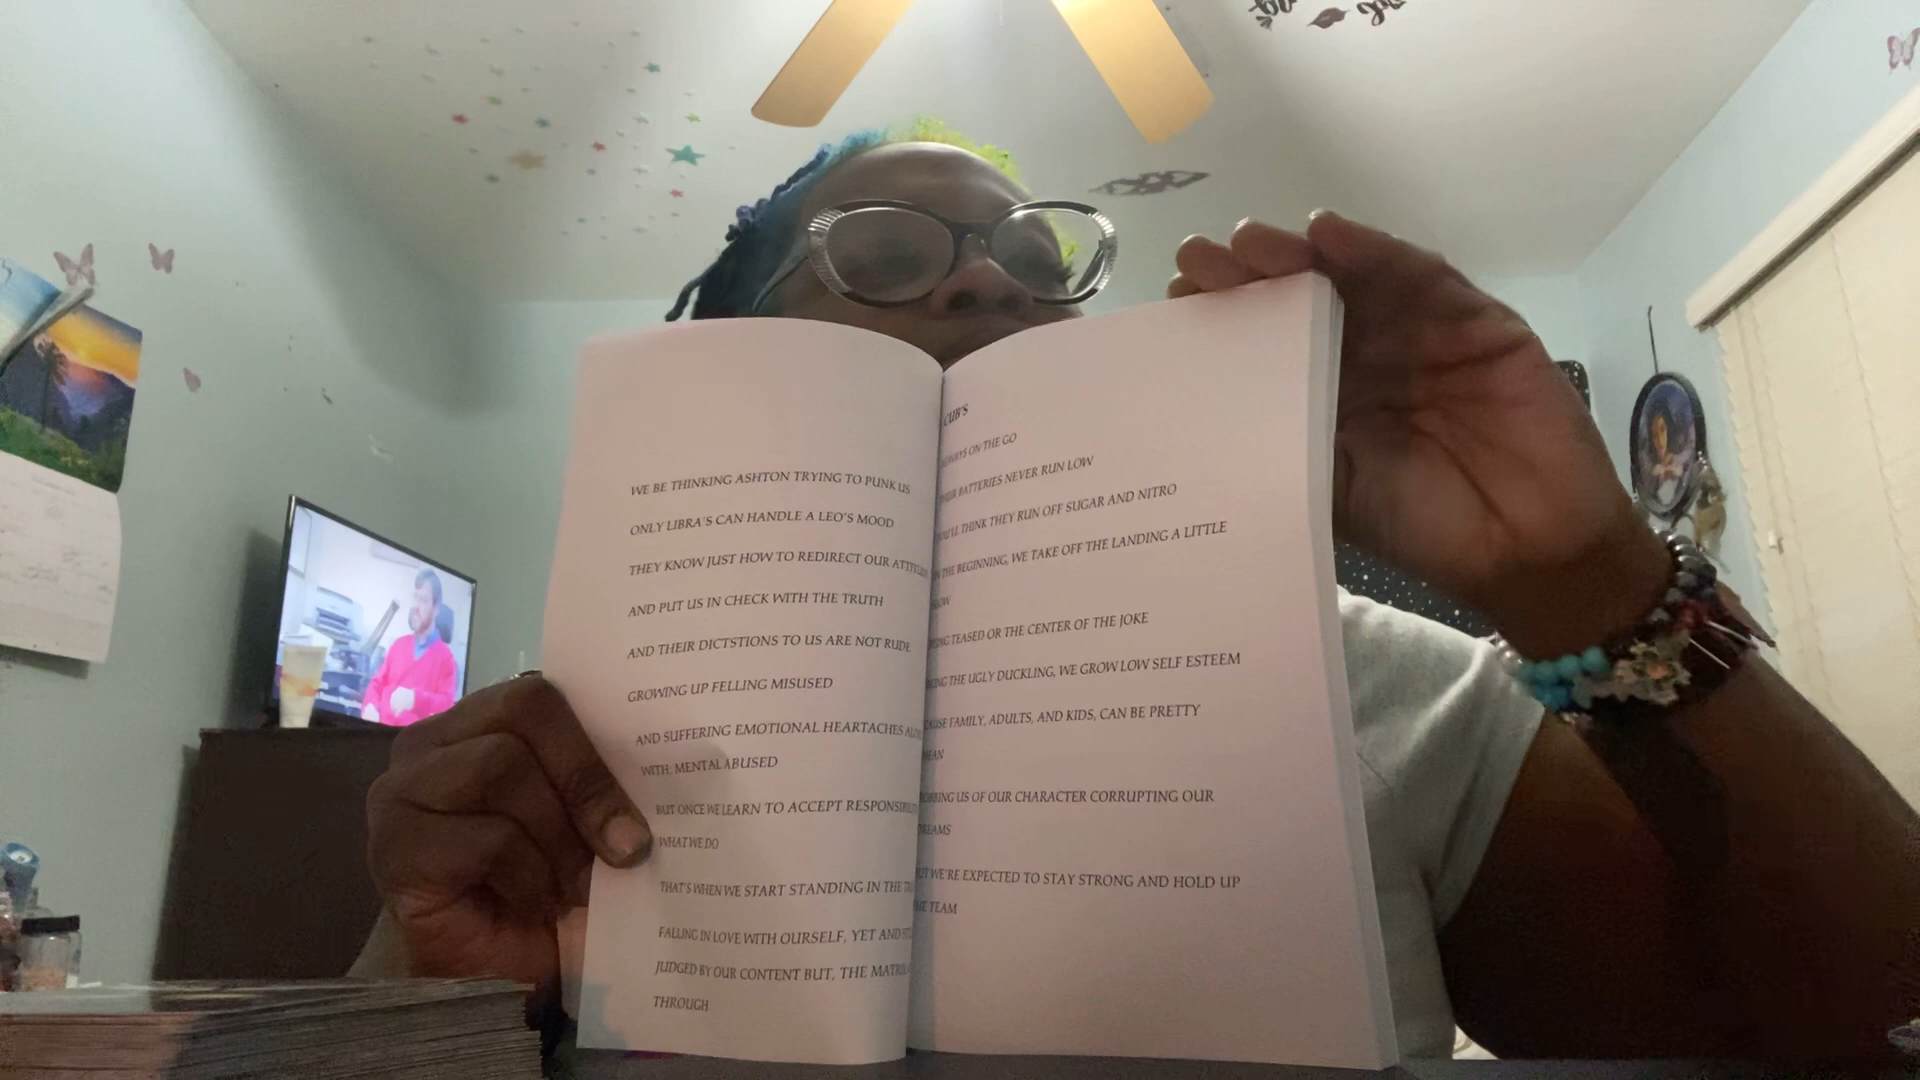 WE BE THINKING ASHTON TRYING TO PUNK US
ONLY LIBRA'S CAN HANDLE A LEO'S MOOD
THEY KNOW JUST HOW TO REDIRECT OUR
AND PUT US IN CHECK WITH THE TRUTH
AND THEIR DICTSTIONS TO US ARE NOT RUDE
GROWING UP FELLING MISUSED
AND SUFFERING EMOTIONAL HEARTACHES
WITH; MENTAL ABUSED
BUT ONCE WE LEARN TO ACCEPT
WHAT WE DO
THAT'S WHEN WE START STANDING IN THE
FALLING IN LOVE WITH OURSELF, YET AND
JUDGED BY OUR CONTENT BUT, THE
THROUGH
CUB'S
ON THE GO
BATTERIES NEVER RUN LOW
THINK THEY RUN OFF SUGAR AND NITRO
THE BEGINNING, WE TAKE OFF THE LANDING A LITTLE
TEASED OR THE CENTER OF THE JOKE
THE UGLY DUCKLING, WE GROW LOW SELF ESTEEM
FAMILY, ADULTS, AND KIDS, CAN BE PRETTY
US OF OUR CHARACTER CORRUPTING OUR
WE'RE EXPECTED TO STAY STRONG AND HOLD UP
TEAM